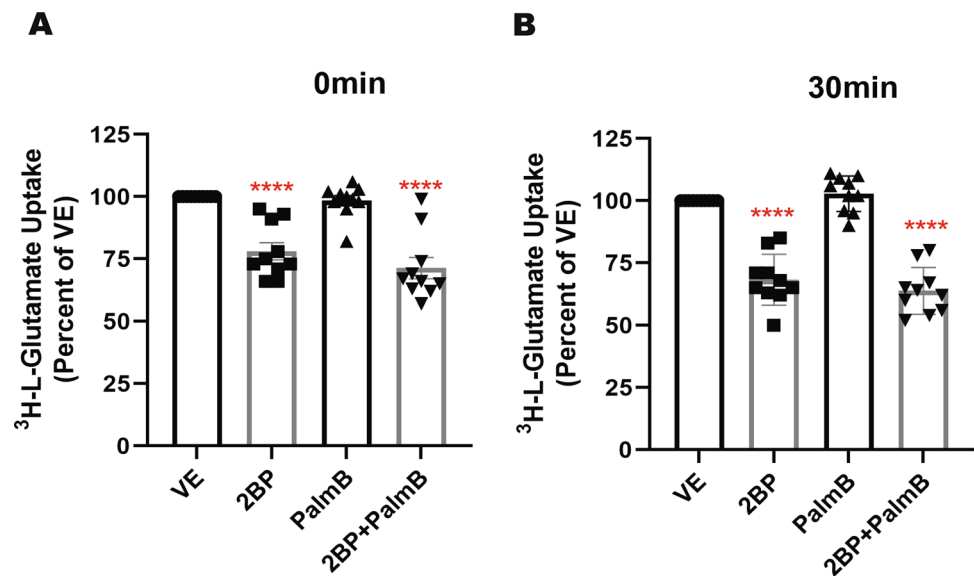 A
0min
³H-L-Glutamate Uptake
(Percent of VE)
125
100
75
50
25
0
****
****
VE
2BP
PalmB
2BP+PalmB
B
30min
³H-L-Glutamate Uptake
(Percent of VE)
125
100
75
50
25
0
****
****
VE
2BP
PalmB
2BP+PalmB